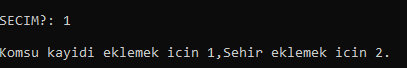 SECIM?: 1
Komsu kayidi eklemek icin 1,Sehir eklemek icin 2.